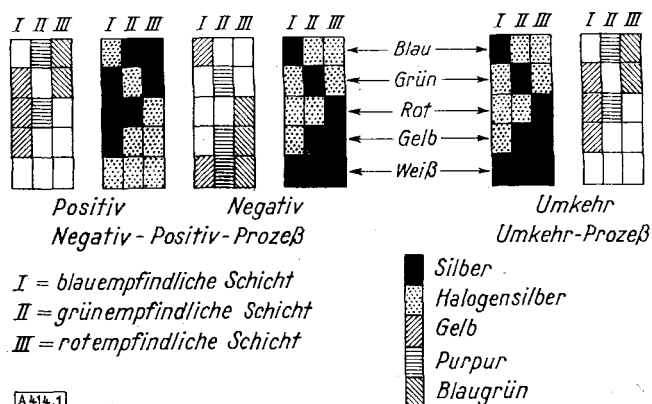 I II III I II III I II III I II III I II III I II III
Blau
Grün
Rot
Gelb
Weiß
Positiv Negativ Umkehr
Negativ-Positiv-Prozeß Umkehr-Prozeß
I = blauempfindliche Schicht
II = grünempfindliche Schicht
III = rotempfindliche Schicht
Silber
Halogensilber
Gelb
Purpur
Blaugrün
A 414.1